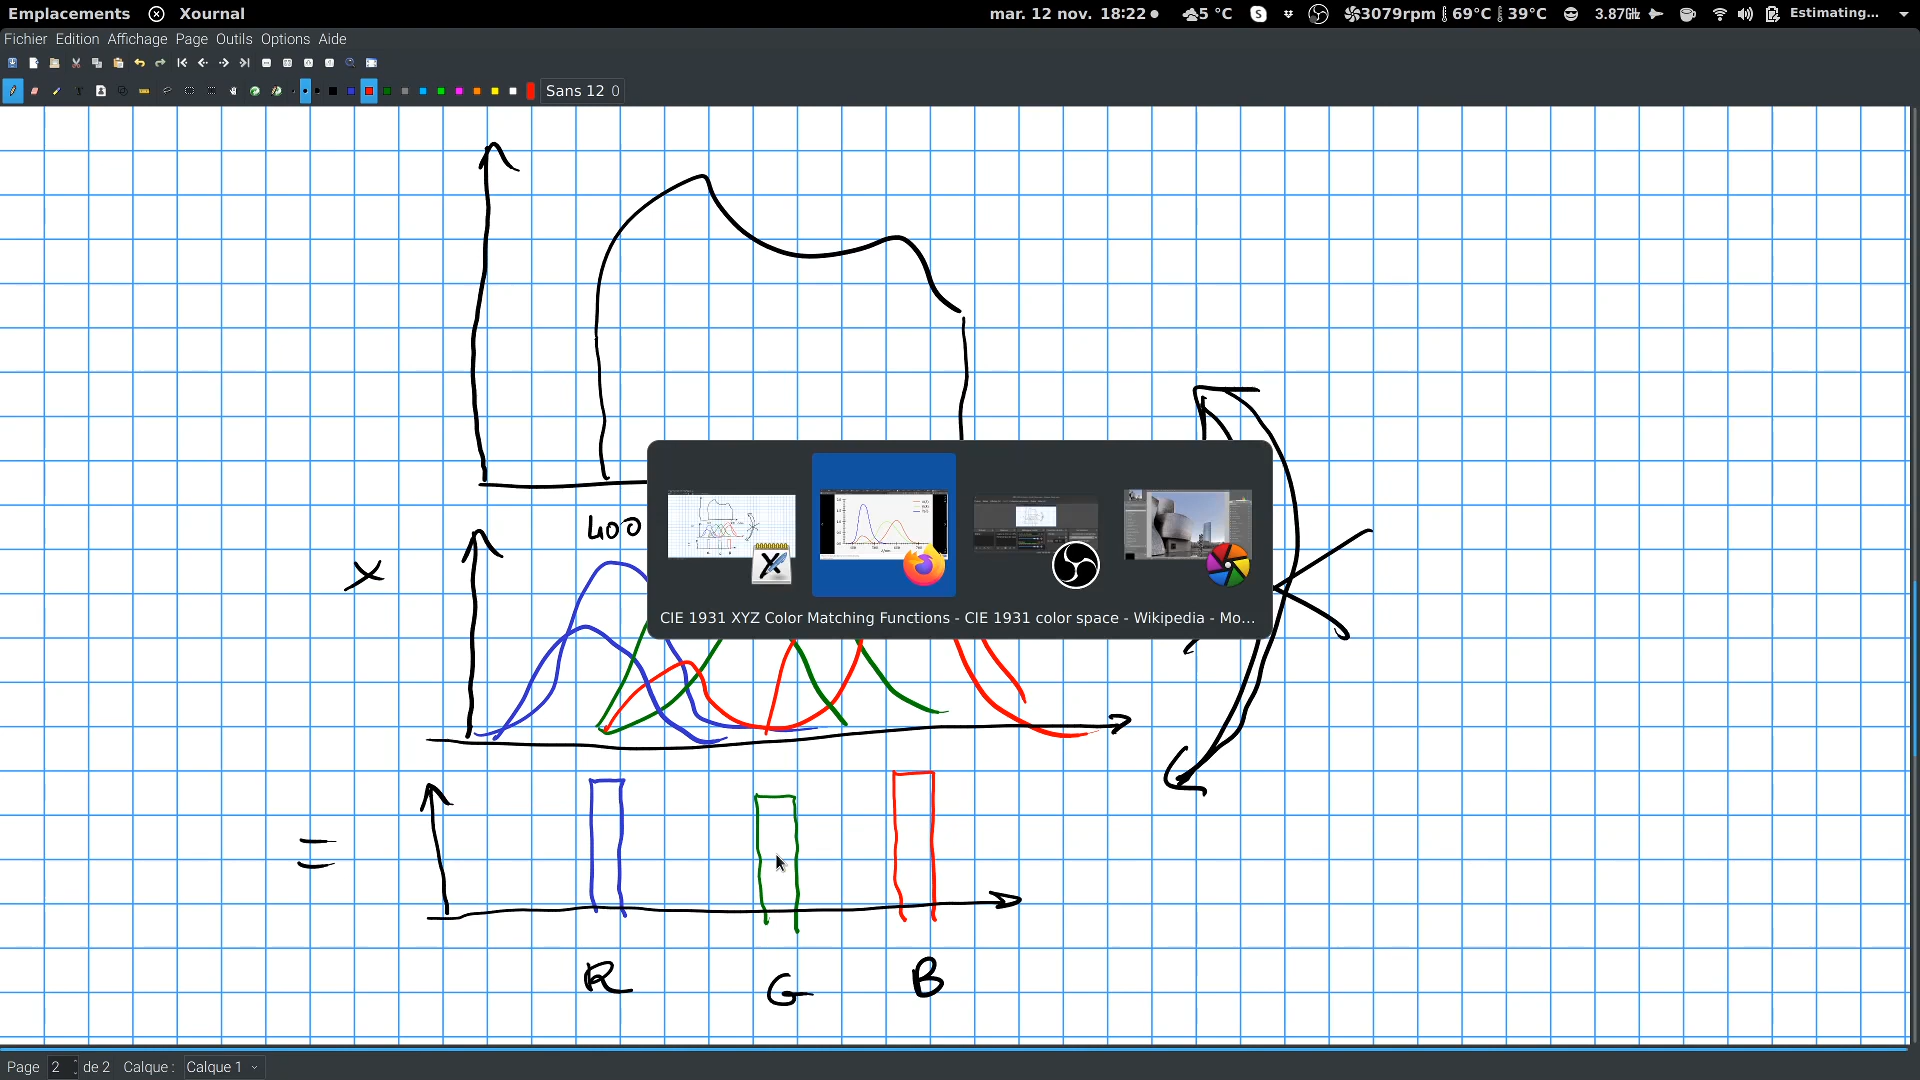 Emplacements Xournal mar. 12 nov. 18:22 5 °C 3079rpm 69°C 39°C 3.87GHz Estimating...
Fichier Edition Affichage Page Outils Options Aide
Sans 12 0
400
X
CIE 1931 XYZ Color Matching Functions - CIE 1931 color space - Wikipedia - Mo...
=
R G B
Page 2 de 2 Calque : Calque 1